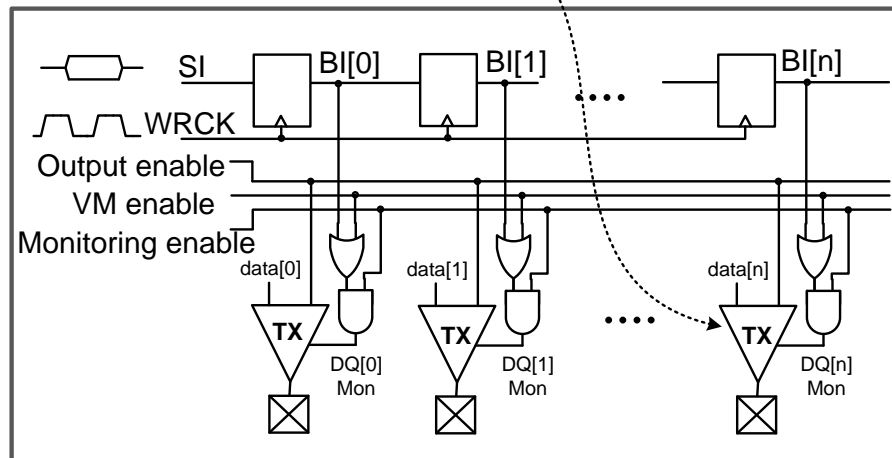 SI BI[0] BI[1] BI[n]
WRCK
Output enable
VM enable
Monitoring enable
data[0] data[1] data[n]
TX TX TX
DQ[0] DQ[1] DQ[n]
Mon Mon Mon